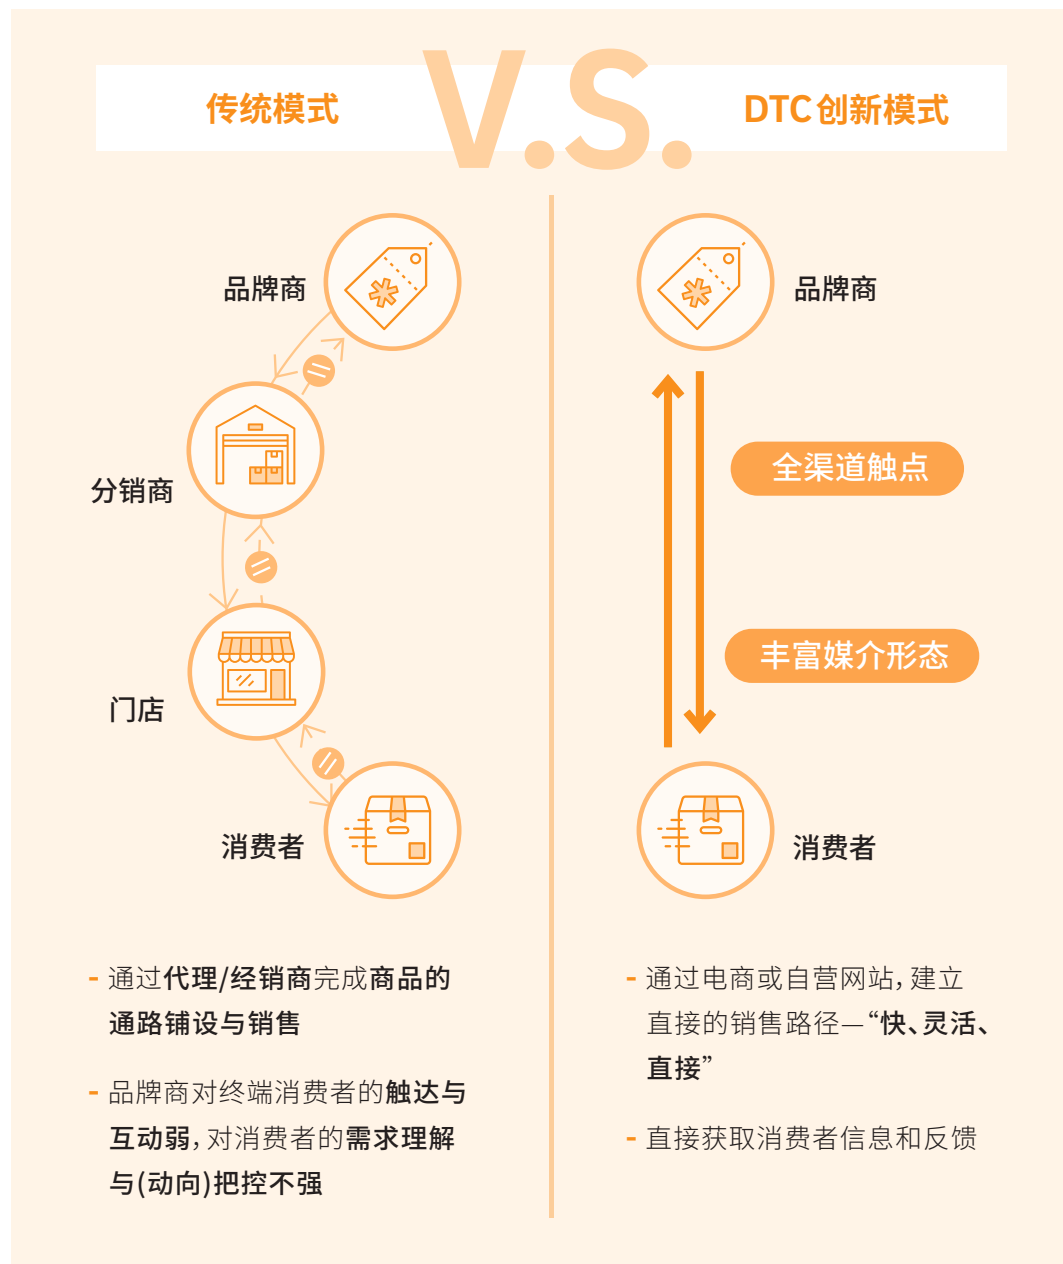 传统模式
V.S.
DTC创新模式
品牌商
分销商
门店
消费者
- 通过代理/经销商完成商品的
通路铺设与销售
- 品牌商对终端消费者的触达与
互动弱，对消费者的需求理解
与(动向)把控不强
品牌商
全渠道触点
丰富媒介形态
消费者
- 通过电商或自营网站，建立
直接的销售路径—“快、灵活、
直接”
- 直接获取消费者信息和反馈